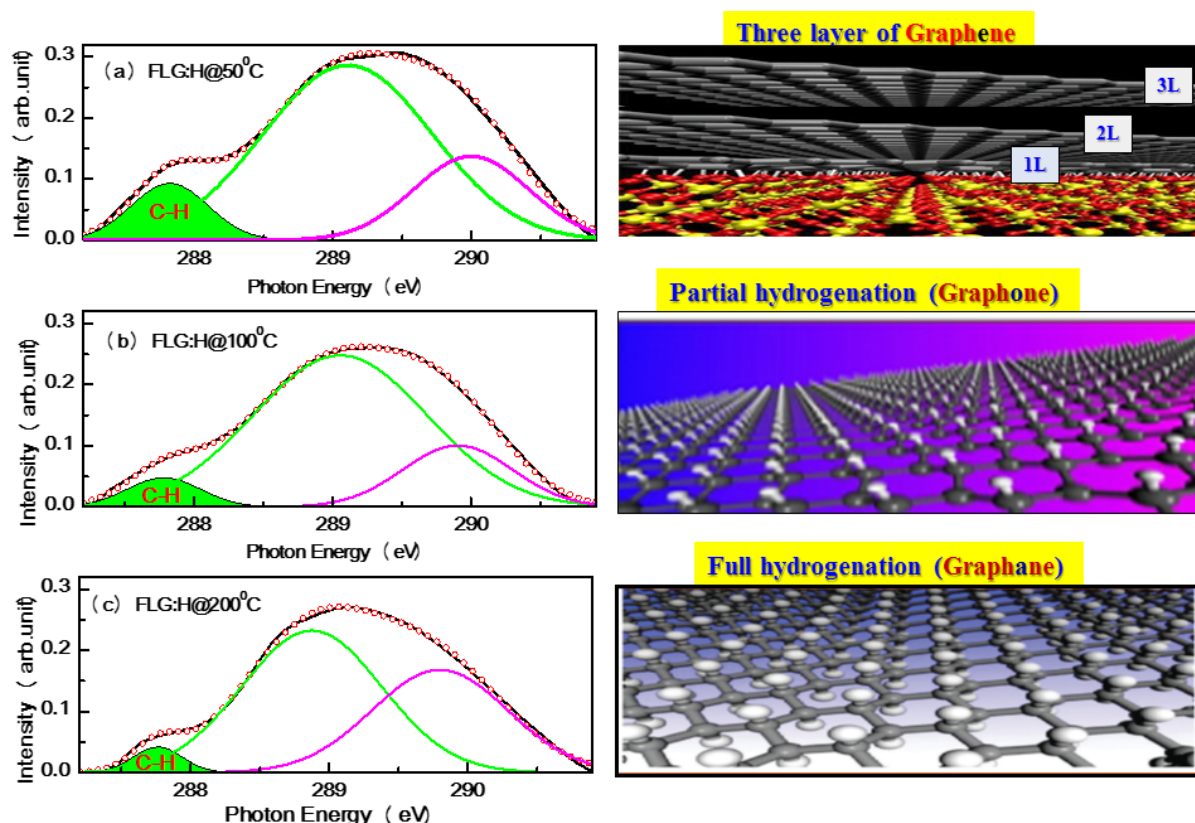 Three layer of Graphene
3L
2L
1L
Intensity ( arb.unit)
0.3
0.2
0.1
0.0
(a) FLG:H@50⁰C
C-H
288
289
290
Photon Energy ( eV)
Partial hydrogenation (Graphone)
Intensity ( arb.unit)
0.3
0.2
0.1
0.0
(b) FLG:H@100⁰C
C-H
288
289
290
Photon Energy ( eV)
Full hydrogenation (Graphane)
Intensity ( arb.unit)
0.3
0.2
0.1
0.0
(c) FLG:H@200⁰C
C-H
288
289
290
Photon Energy ( eV)